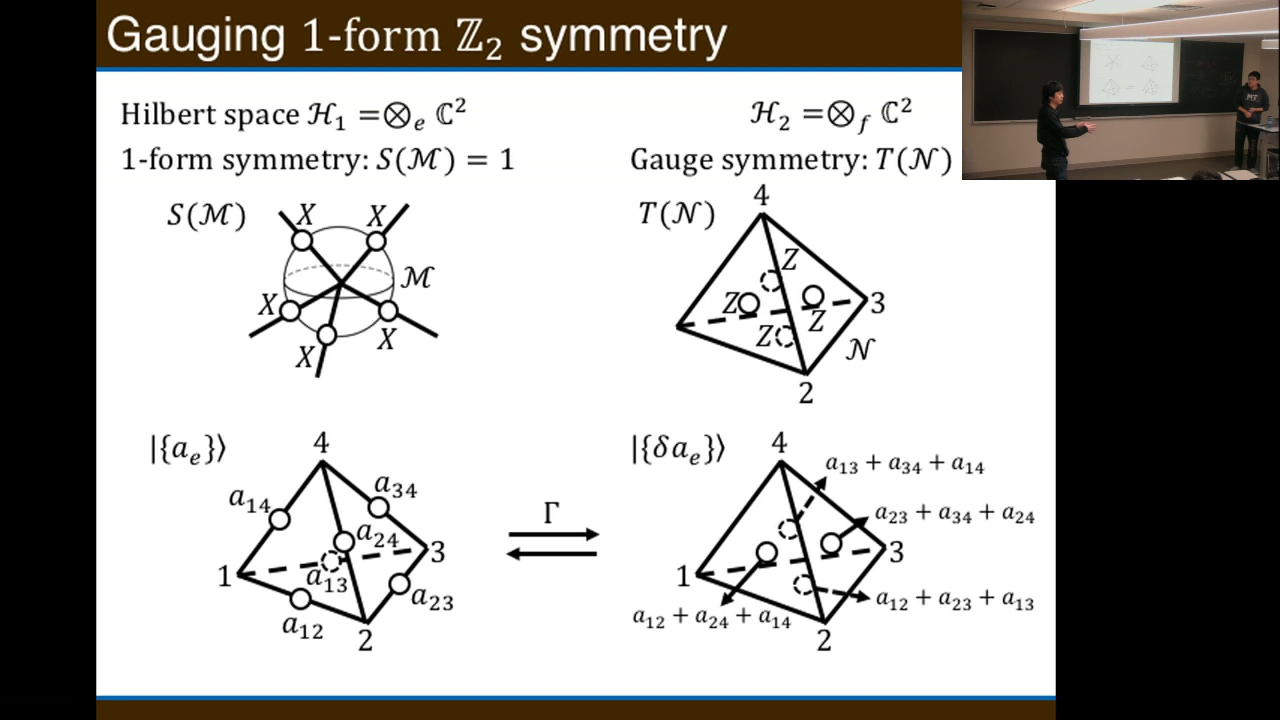 Gauging 1-form ℤ₂ symmetry
Hilbert space ℋ₁ =⊗ₑ ℂ²
ℋ₂ =⊗_f ℂ²
1-form symmetry: S(ℳ) = 1
Gauge symmetry: T(𝒩)
S(ℳ)
X X
ℳ
X
X
X
T(𝒩)
4
Z
Z
Z
Z
3
𝒩
2
|{aₑ}⟩
4
a₁₄
a₃₄
a₂₄
3
1
a₁₃
a₂₃
a₁₂
2
Γ
|{δaₑ}⟩
4
a₁₃ + a₃₄ + a₁₄
a₂₃ + a₃₄ + a₂₄
3
1
a₁₂ + a₂₃ + a₁₃
a₁₂ + a₂₄ + a₁₄
2